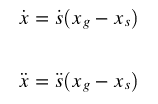 ẋ = ṡ(x_g − x_s)
ẍ = s̈(x_g − x_s)